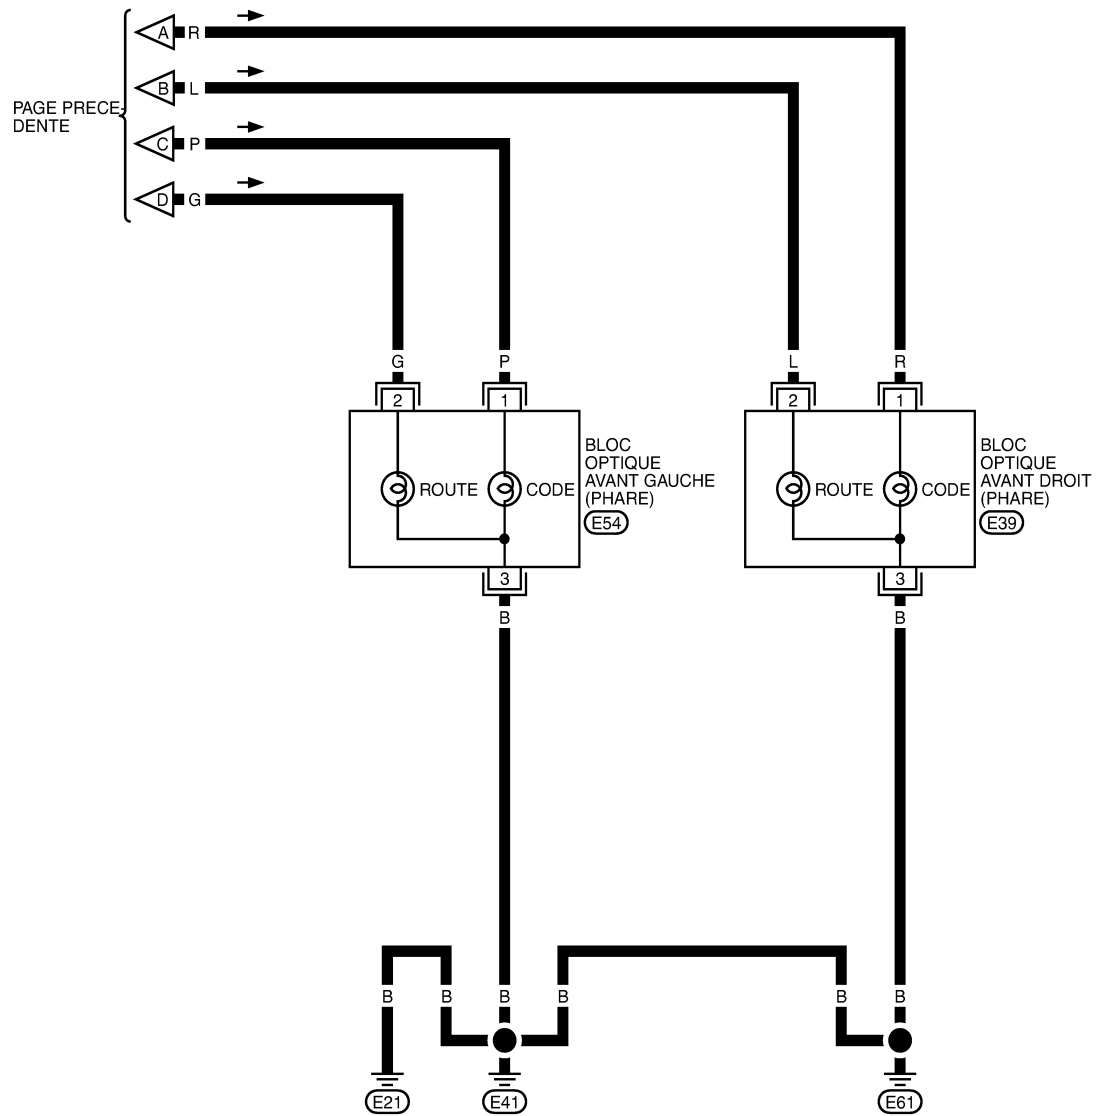 A R
B L
PAGE PRECE-
DENTE
C P
D G
G P L R
2 1 2 1
BLOC
OPTIQUE
AVANT GAUCHE
(PHARE)
E54
BLOC
OPTIQUE
AVANT DROIT
(PHARE)
E39
ROUTE CODE ROUTE CODE
3 3
B B
B B B B B B
E21 E41 E61